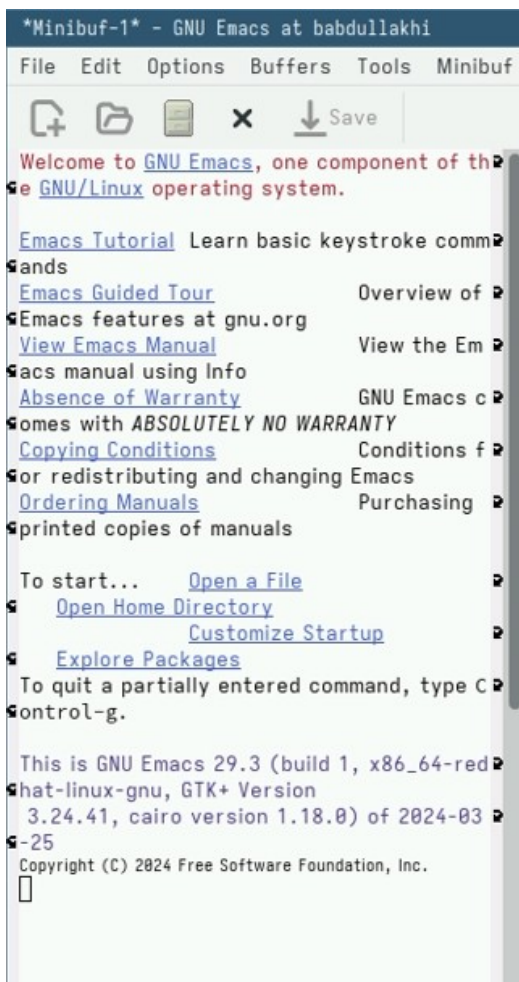 *Minibuf-1* - GNU Emacs at babdullakhi
File Edit Options Buffers Tools Minibuf
Save
Welcome to GNU Emacs, one component of th
e GNU/Linux operating system.
Emacs Tutorial Learn basic keystroke comm
ands
Emacs Guided Tour Overview of
Emacs features at gnu.org
View Emacs Manual View the Em
acs manual using Info
Absence of Warranty GNU Emacs c
omes with ABSOLUTELY NO WARRANTY
Copying Conditions Conditions f
or redistributing and changing Emacs
Ordering Manuals Purchasing
printed copies of manuals
To start... Open a File
Open Home Directory
Customize Startup
Explore Packages
To quit a partially entered command, type C
ontrol-g.
This is GNU Emacs 29.3 (build 1, x86_64-red
hat-linux-gnu, GTK+ Version
3.24.41, cairo version 1.18.0) of 2024-03
-25
Copyright (C) 2024 Free Software Foundation, Inc.